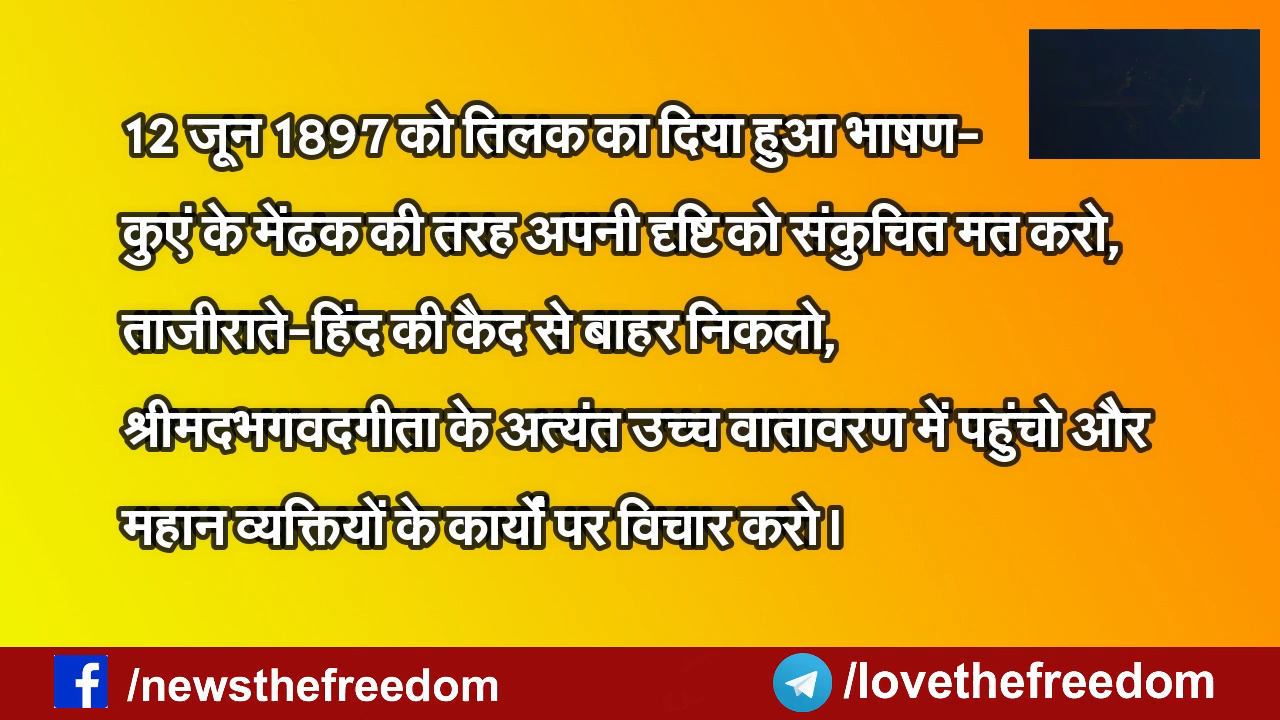 12 जून 1897 को तिलक का दिया हुआ भाषण-
कुएं के मेंढक की तरह अपनी दृष्टि को संकुचित मत करो,
ताजीराते-हिंद की कैद से बाहर निकलो,
श्रीमदभगवदगीता के अत्यंत उच्च वातावरण में पहुंचो और
महान व्यक्तियों के कार्यों पर विचार करो।
/newsthefreedom
/lovethefreedom